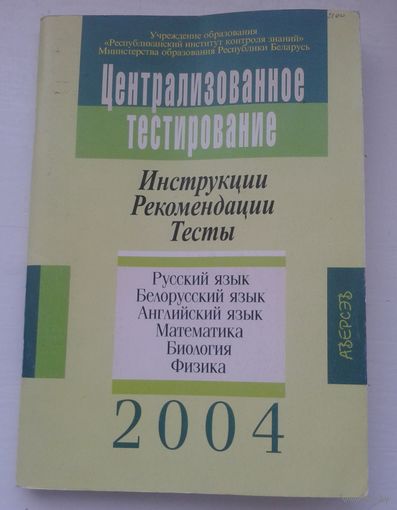 Учреждение образования
«Республиканский институт контроля знаний»
Министерства образования Республики Беларусь
Централизованное
тестирование
Инструкции
Рекомендации
Тесты
Русский язык
Белорусский язык
Английский язык
Математика
Биология
Физика
АВЕРСЭВ
2004